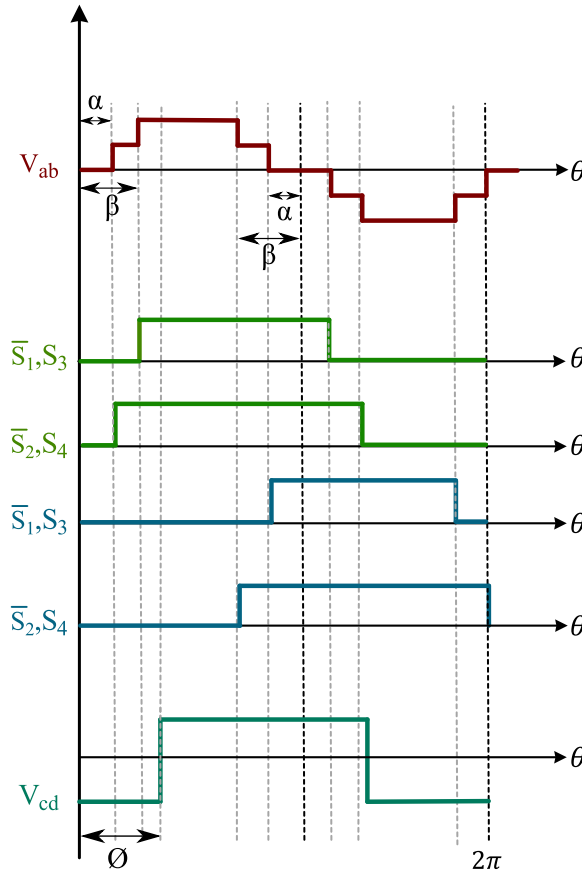 α
V_ab
θ
β
α
β
S̅₁,S₃
θ
S̅₂,S₄
θ
S̅₁,S₃
θ
S̅₂,S₄
θ
θ
V_cd
Ø
2π